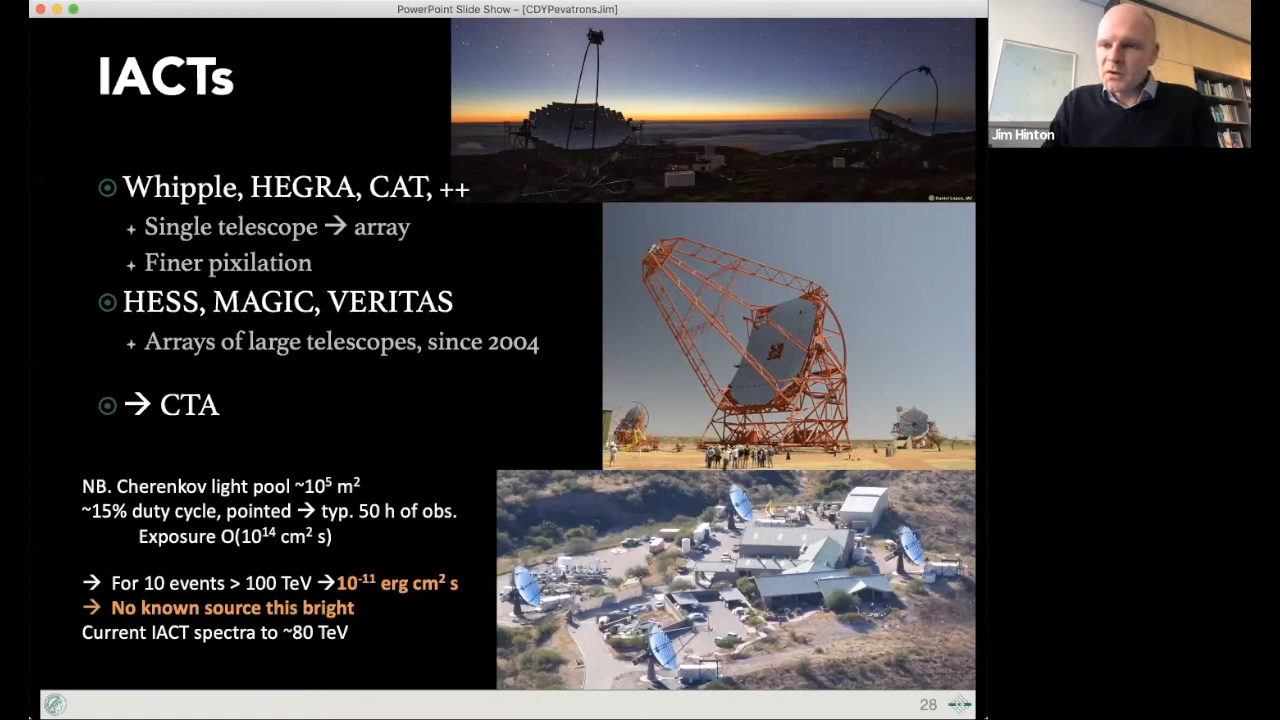 PowerPoint Slide Show – [CDYPevatronsJim]
IACTs
Whipple, HEGRA, CAT, ++
Single telescope → array
Finer pixilation
HESS, MAGIC, VERITAS
Arrays of large telescopes, since 2004
→ CTA
NB. Cherenkov light pool ~10⁵ m²
~15% duty cycle, pointed → typ. 50 h of obs.
Exposure O(10¹⁴ cm² s)
→ For 10 events > 100 TeV →10⁻¹¹ erg cm² s
→ No known source this bright
Current IACT spectra to ~80 TeV
28
Jim Hinton